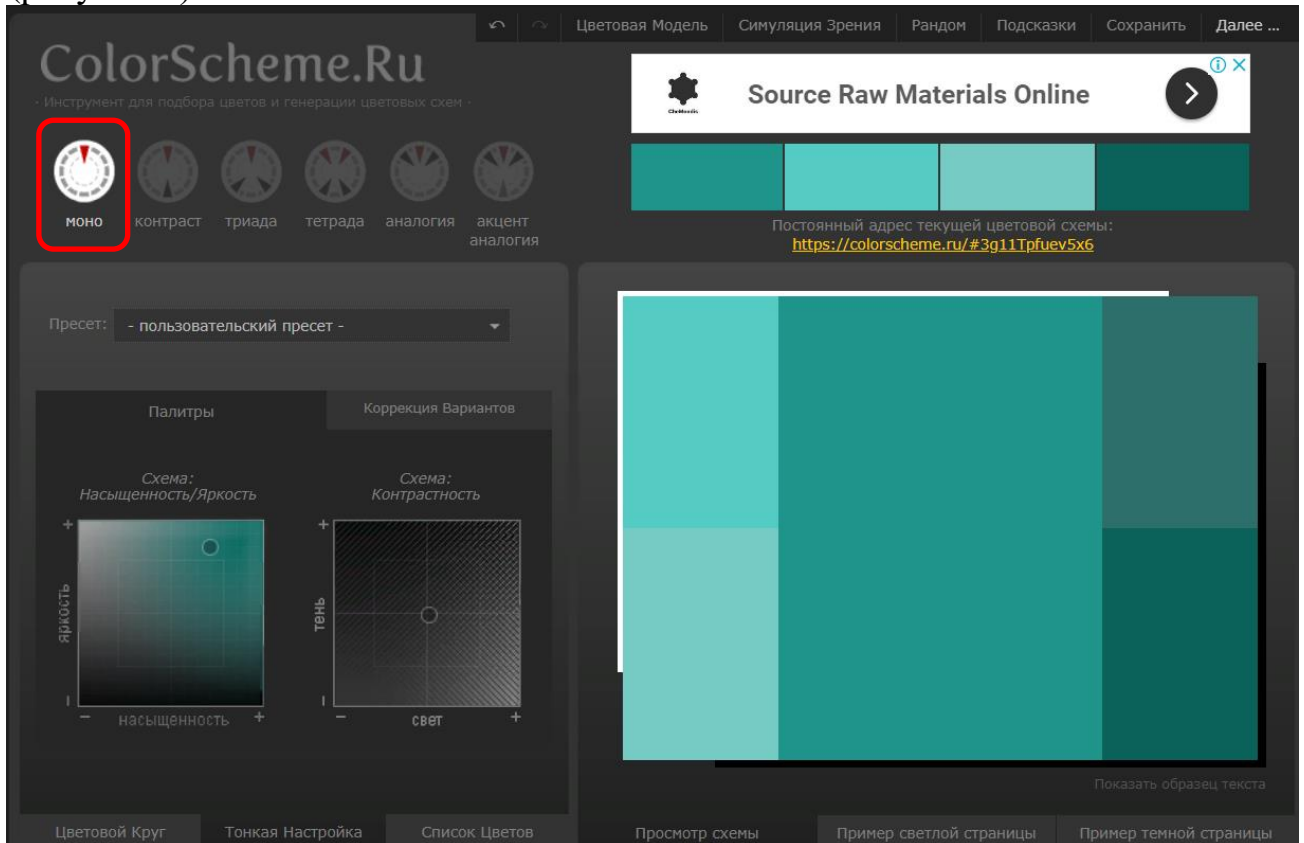 Цветовая Модель Симуляция Зрения Рандом Подсказки Сохранить Далее ...
ColorScheme.Ru
· Инструмент для подбора цветов и генерации цветовых схем ·
Source Raw Materials Online
моно контраст триада тетрада аналогия акцент аналогия
Постоянный адрес текущей цветовой схемы:
https://colorscheme.ru/#3g11Tpfuev5x6
Пресет: - пользовательский пресет -
Палитры Коррекция Вариантов
Схема: Насыщенность/Яркость
Схема: Контрастность
+ +
яркость тень
– –
– насыщенность + – свет +
Показать образец текста
Цветовой Круг Тонкая Настройка Список Цветов
Просмотр схемы Пример светлой страницы Пример темной страницы